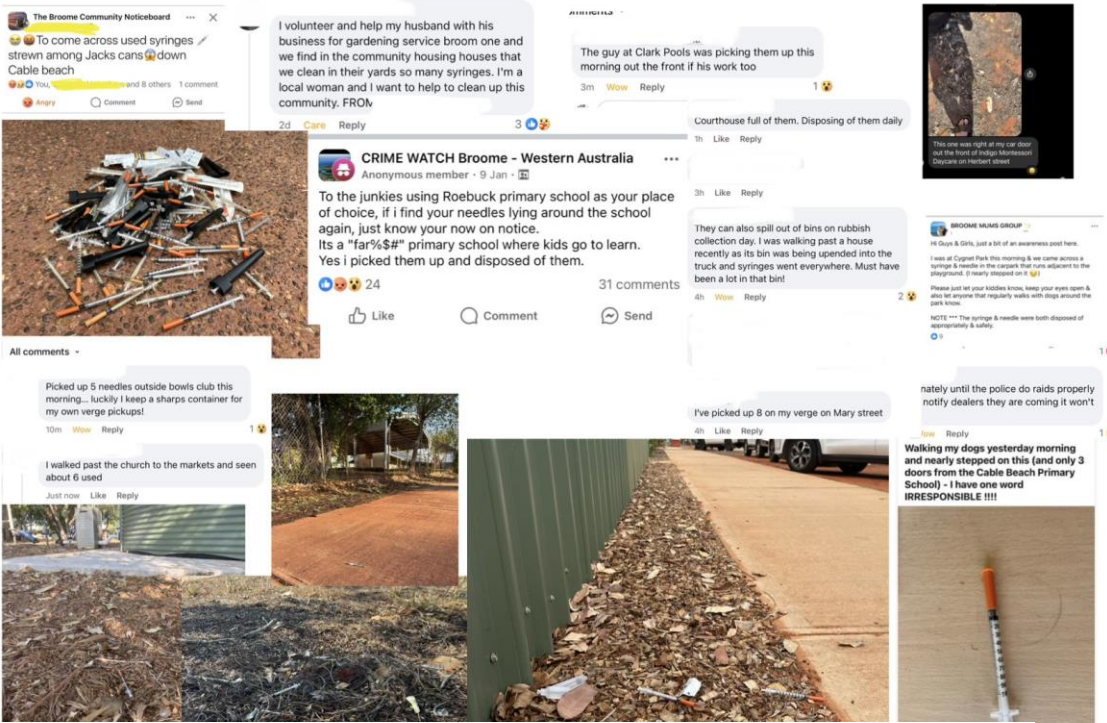 The Broome Community Noticeboard
To come across used syringes
strewn among Jacks cans down
Cable beach
You,
and 8 others 1 comment
Angry Comment Send
I volunteer and help my husband with his
business for gardening service broom one and
we find in the community housing houses that
we clean in their yards so many syringes. I'm a
local woman and I want to help to clean up this
community. FROM
2d Care Reply 3
CRIME WATCH Broome - Western Australia
Anonymous member · 9 Jan ·
To the junkies using Roebuck primary school as your place
of choice, if i find your needles lying around the school
again, just know your now on notice.
Its a "far%$#" primary school where kids go to learn.
Yes i picked them up and disposed of them.
24 31 comments
Like Comment Send
The guy at Clark Pools was picking them up this
morning out the front if his work too
3m Wow Reply 1
Courthouse full of them. Disposing of them daily
1h Like Reply
3h Like Reply
They can also spill out of bins on rubbish
collection day. I was walking past a house
recently as its bin was being upended into the
truck and syringes went everywhere. Must have
been a lot in that bin!
4h Wow Reply 2
I've picked up 8 on my verge on Mary street
4h Like Reply
This one was right at my car door
out the front of Indigo Montessori
Daycare on Herbert street
BROOME MUMS GROUP
Hi Guys & Girls, just a bit of an awareness post here.
I was at Cygnet Park this morning & we came across a
syringe & needle in the carpark that runs adjacent to the
playground. (I nearly stepped on it )
Please just let your kiddies know, keep your eyes open &
also let anyone that regularly walks with dogs around the
park know.
NOTE *** The syringe & needle were both disposed of
appropriately & safely.
9
nately until the police do raids properly
notify dealers they are coming it won't
Reply 1
Walking my dogs yesterday morning
and nearly stepped on this (and only 3
doors from the Cable Beach Primary
School) - I have one word
IRRESPONSIBLE !!!!
All comments
Picked up 5 needles outside bowls club this
morning... luckily I keep a sharps container for
my own verge pickups!
10m Wow Reply 1
I walked past the church to the markets and seen
about 6 used
Just now Like Reply